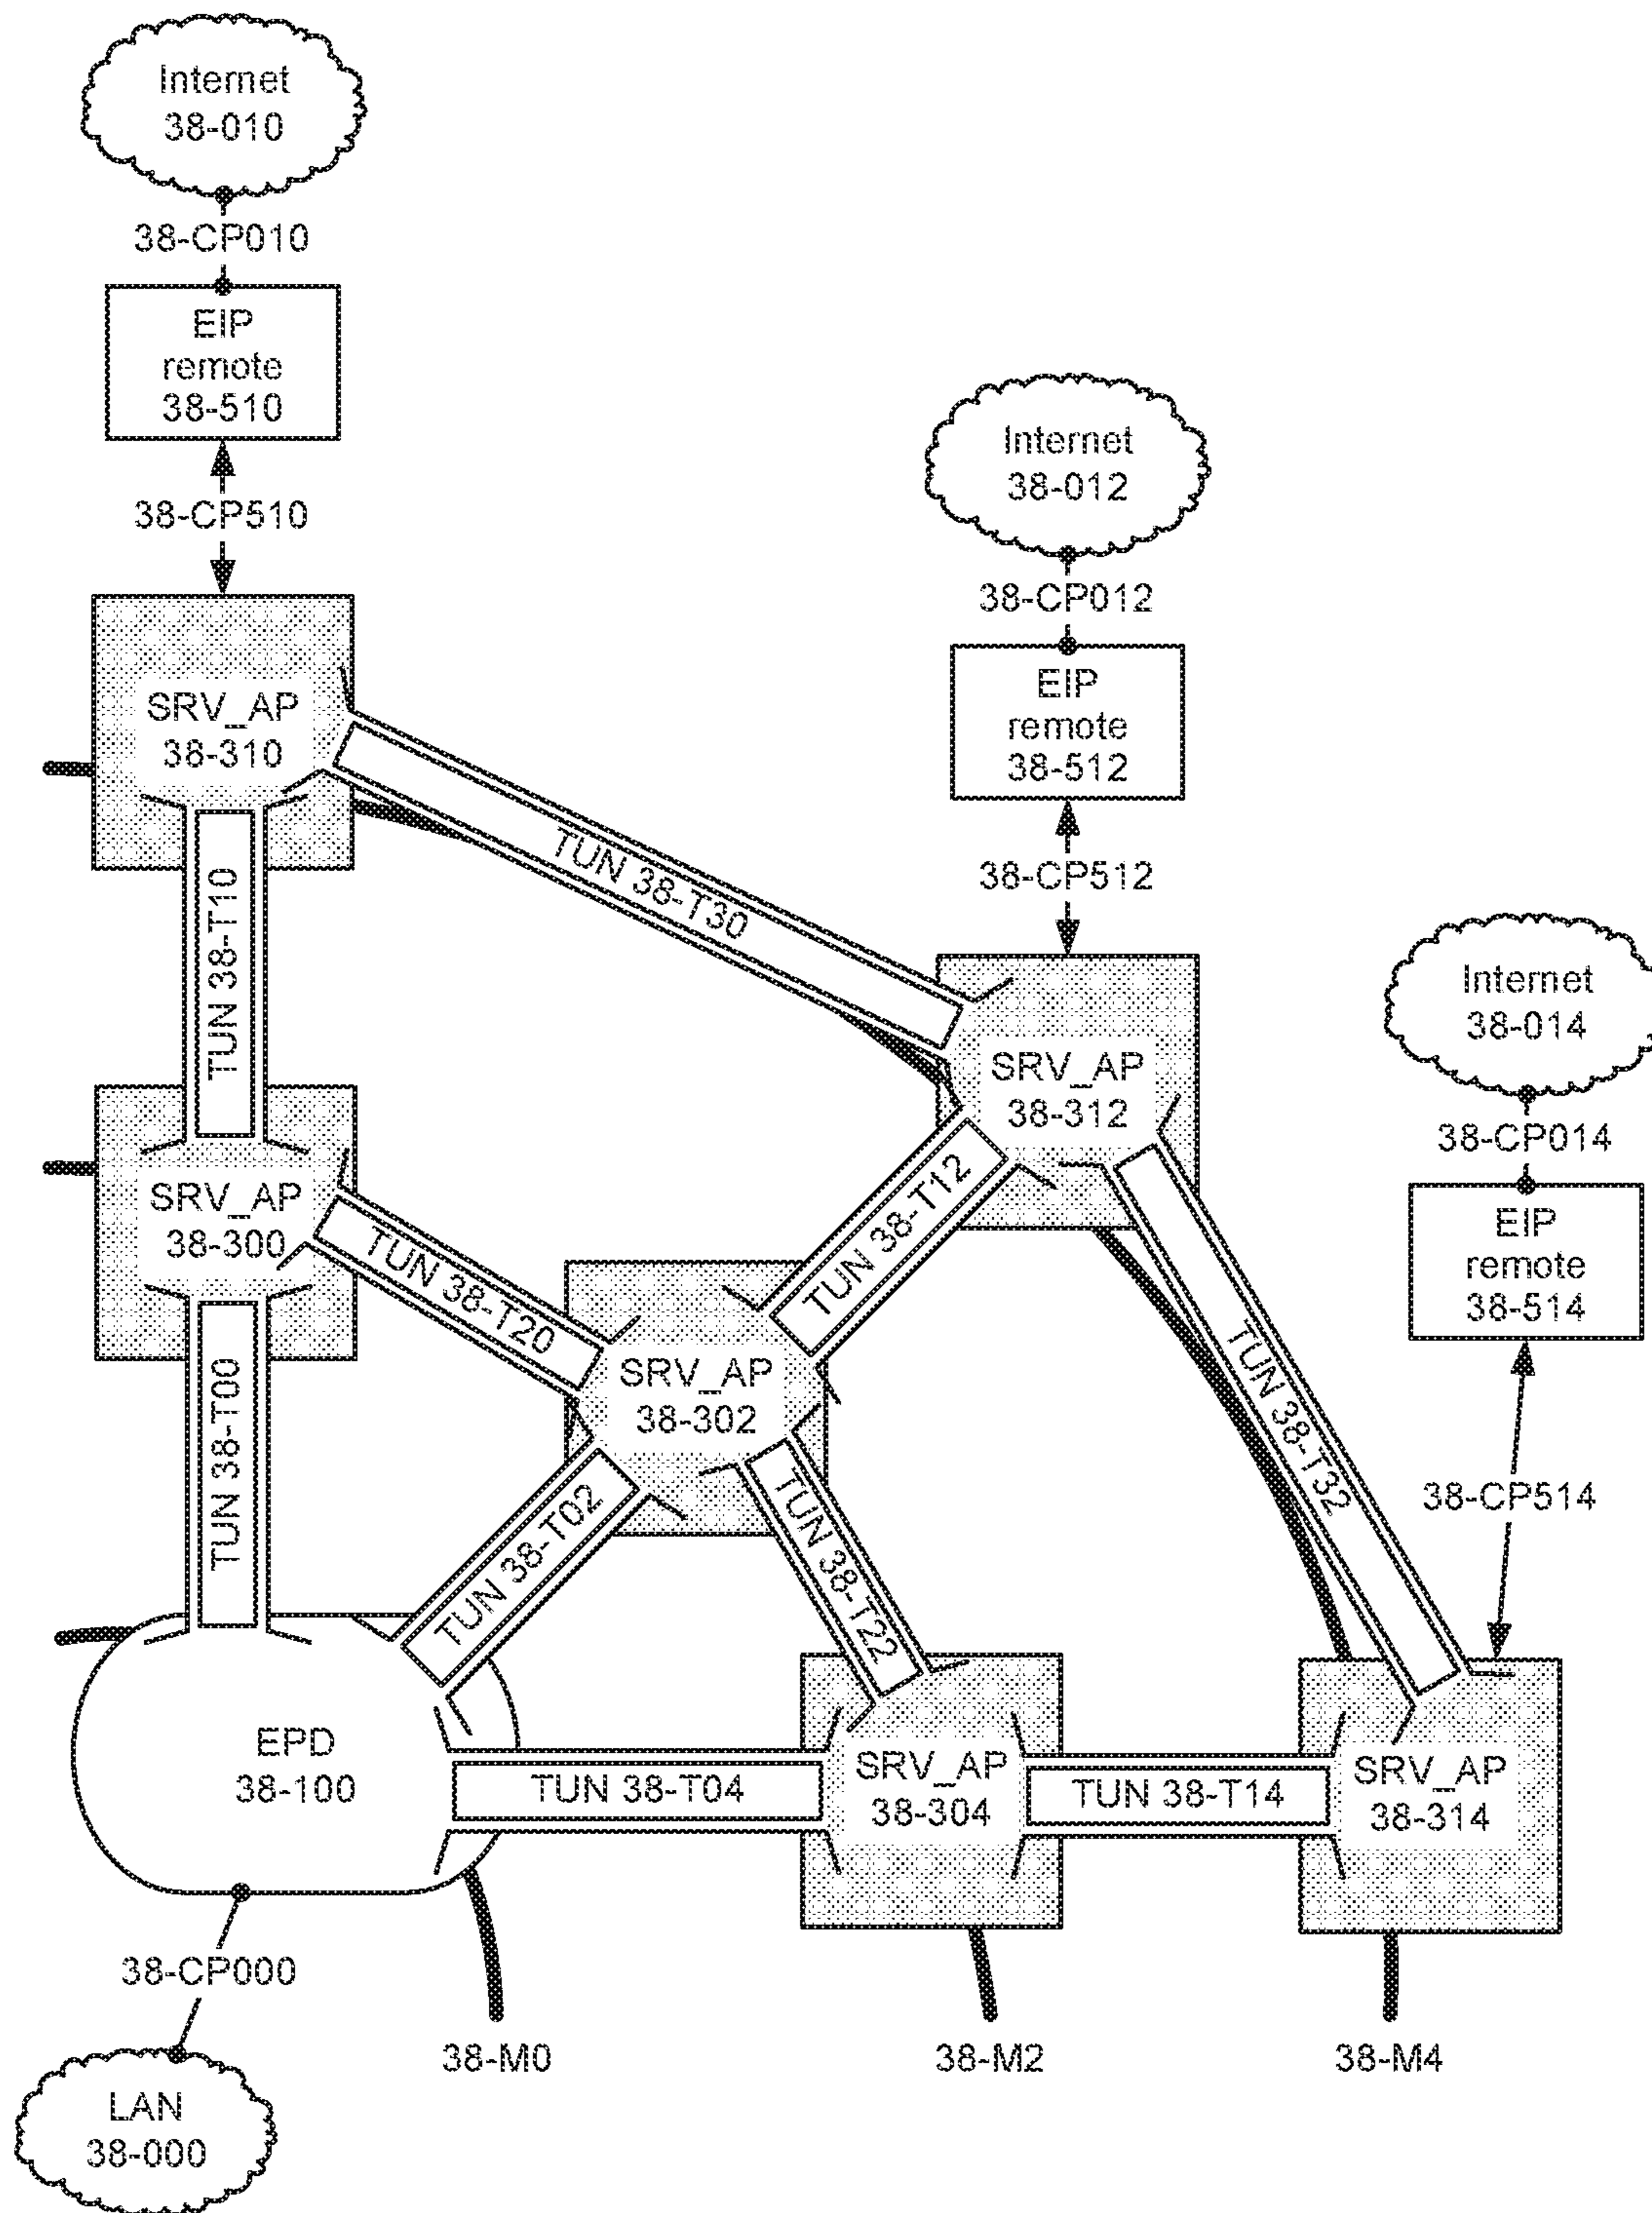 Internet
38-010
38-CP010
EIP
remote
38-510
38-CP510
Internet
38-012
38-CP012
EIP
remote
38-512
38-CP512
SRV_AP
38-310
TUN 38-T30
TUN 38-T10
Internet
38-014
38-CP014
EIP
remote
38-514
38-CP514
SRV_AP
38-312
SRV_AP
38-300
TUN 38-T20
TUN 38-T12
TUN 38-T32
SRV_AP
38-302
TUN 38-T00
TUN 38-T02
TUN 38-T22
EPD
38-100
TUN 38-T04
SRV_AP
38-304
TUN 38-T14
SRV_AP
38-314
38-CP000
38-M0
38-M2
38-M4
LAN
38-000